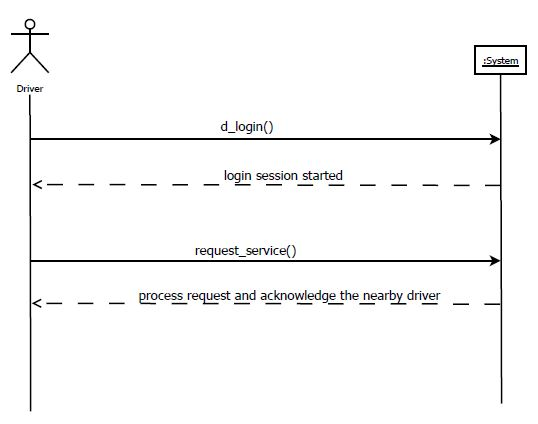 Driver
:System
d_login()
login session started
request_service()
process request and acknowledge the nearby driver